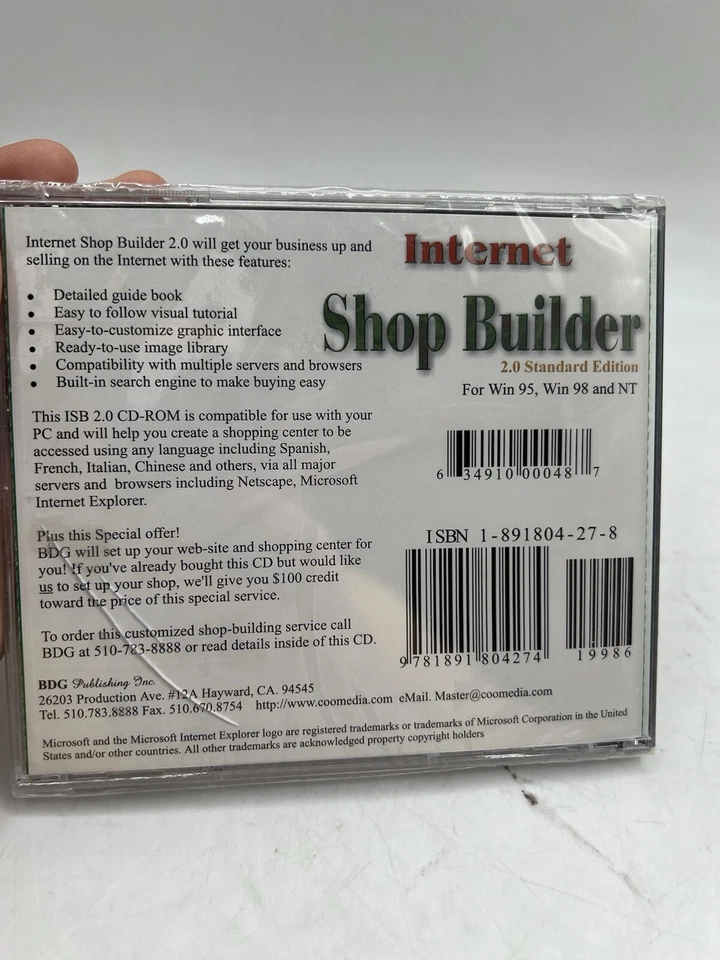 Internet Shop Builder 2.0 will get your business up and
selling on the Internet with these features:
• Detailed guide book
• Easy to follow visual tutorial
• Easy-to-customize graphic interface
• Ready-to-use image library
• Compatibility with multiple servers and browsers
• Built-in search engine to make buying easy
This ISB 2.0 CD-ROM is compatible for use with your
PC and will help you create a shopping center to be
accessed using any language including Spanish,
French, Italian, Chinese and others, via all major
servers and browsers including Netscape, Microsoft
Internet Explorer.
Plus this Special offer!
BDG will set up your web-site and shopping center for
you! If you've already bought this CD but would like
us to set up your shop, we'll give you $100 credit
toward the price of this special service.
To order this customized shop-building service call
BDG at 510-783-8888 or read details inside of this CD.
Internet
Shop Builder
2.0 Standard Edition
For Win 95, Win 98 and NT
6 34910 00048 7
ISBN 1-891804-27-8
9 781891 804274
19986
BDG Publishing Inc.
26203 Production Ave. #12A Hayward, CA. 94545
Tel. 510.783.8888 Fax. 510.670.8754 http://www.coomedia.com eMail. Master@coomedia.com
Microsoft and the Microsoft Internet Explorer logo are registered trademarks or trademarks of Microsoft Corporation in the United
States and/or other countries. All other trademarks are acknowledged property copyright holders